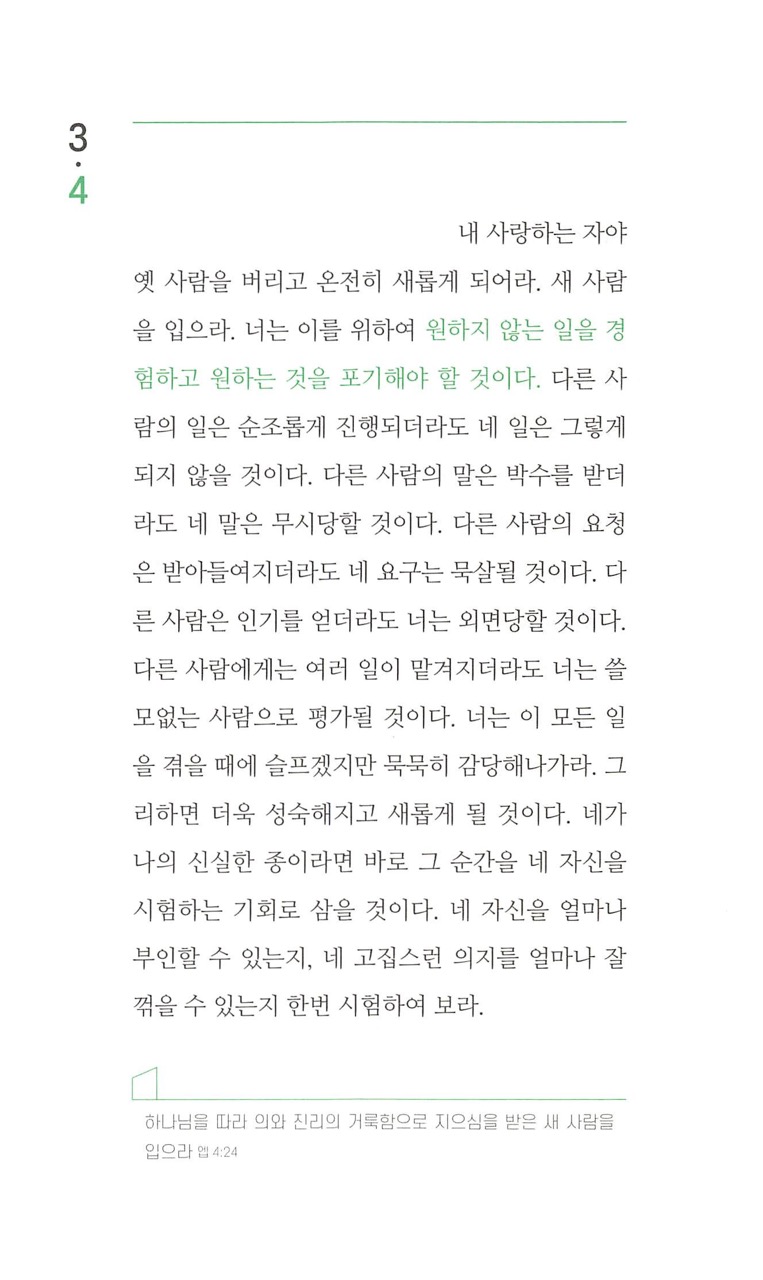 3
·
4
내 사랑하는 자야
옛 사람을 버리고 온전히 새롭게 되어라. 새 사람
을 입으라. 너는 이를 위하여 원하지 않는 일을 경
험하고 원하는 것을 포기해야 할 것이다. 다른 사
람의 일은 순조롭게 진행되더라도 네 일은 그렇게
되지 않을 것이다. 다른 사람의 말은 박수를 받더
라도 네 말은 무시당할 것이다. 다른 사람의 요청
은 받아들여지더라도 네 요구는 묵살될 것이다. 다
른 사람은 인기를 얻더라도 너는 외면당할 것이다.
다른 사람에게는 여러 일이 맡겨지더라도 너는 쓸
모없는 사람으로 평가될 것이다. 너는 이 모든 일
을 겪을 때에 슬프겠지만 묵묵히 감당해나가라. 그
리하면 더욱 성숙해지고 새롭게 될 것이다. 네가
나의 신실한 종이라면 바로 그 순간을 네 자신을
시험하는 기회로 삼을 것이다. 네 자신을 얼마나
부인할 수 있는지, 네 고집스런 의지를 얼마나 잘
꺾을 수 있는지 한번 시험하여 보라.
하나님을 따라 의와 진리의 거룩함으로 지으심을 받은 새 사람을
입으라 엡 4:24